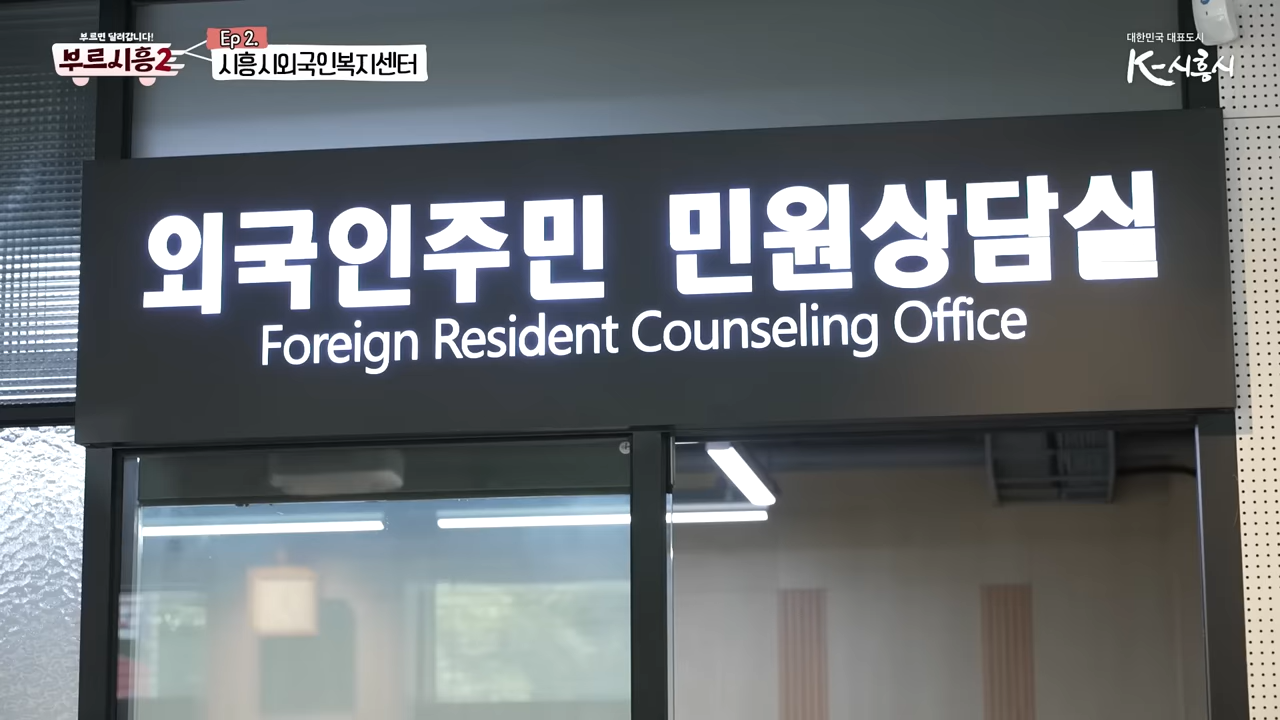 부르면 달려갑니다!
부르시흥2
Ep 2.
시흥시외국인복지센터
대한민국 대표도시
K-시흥시
외국인주민 민원상담실
Foreign Resident Counseling Office